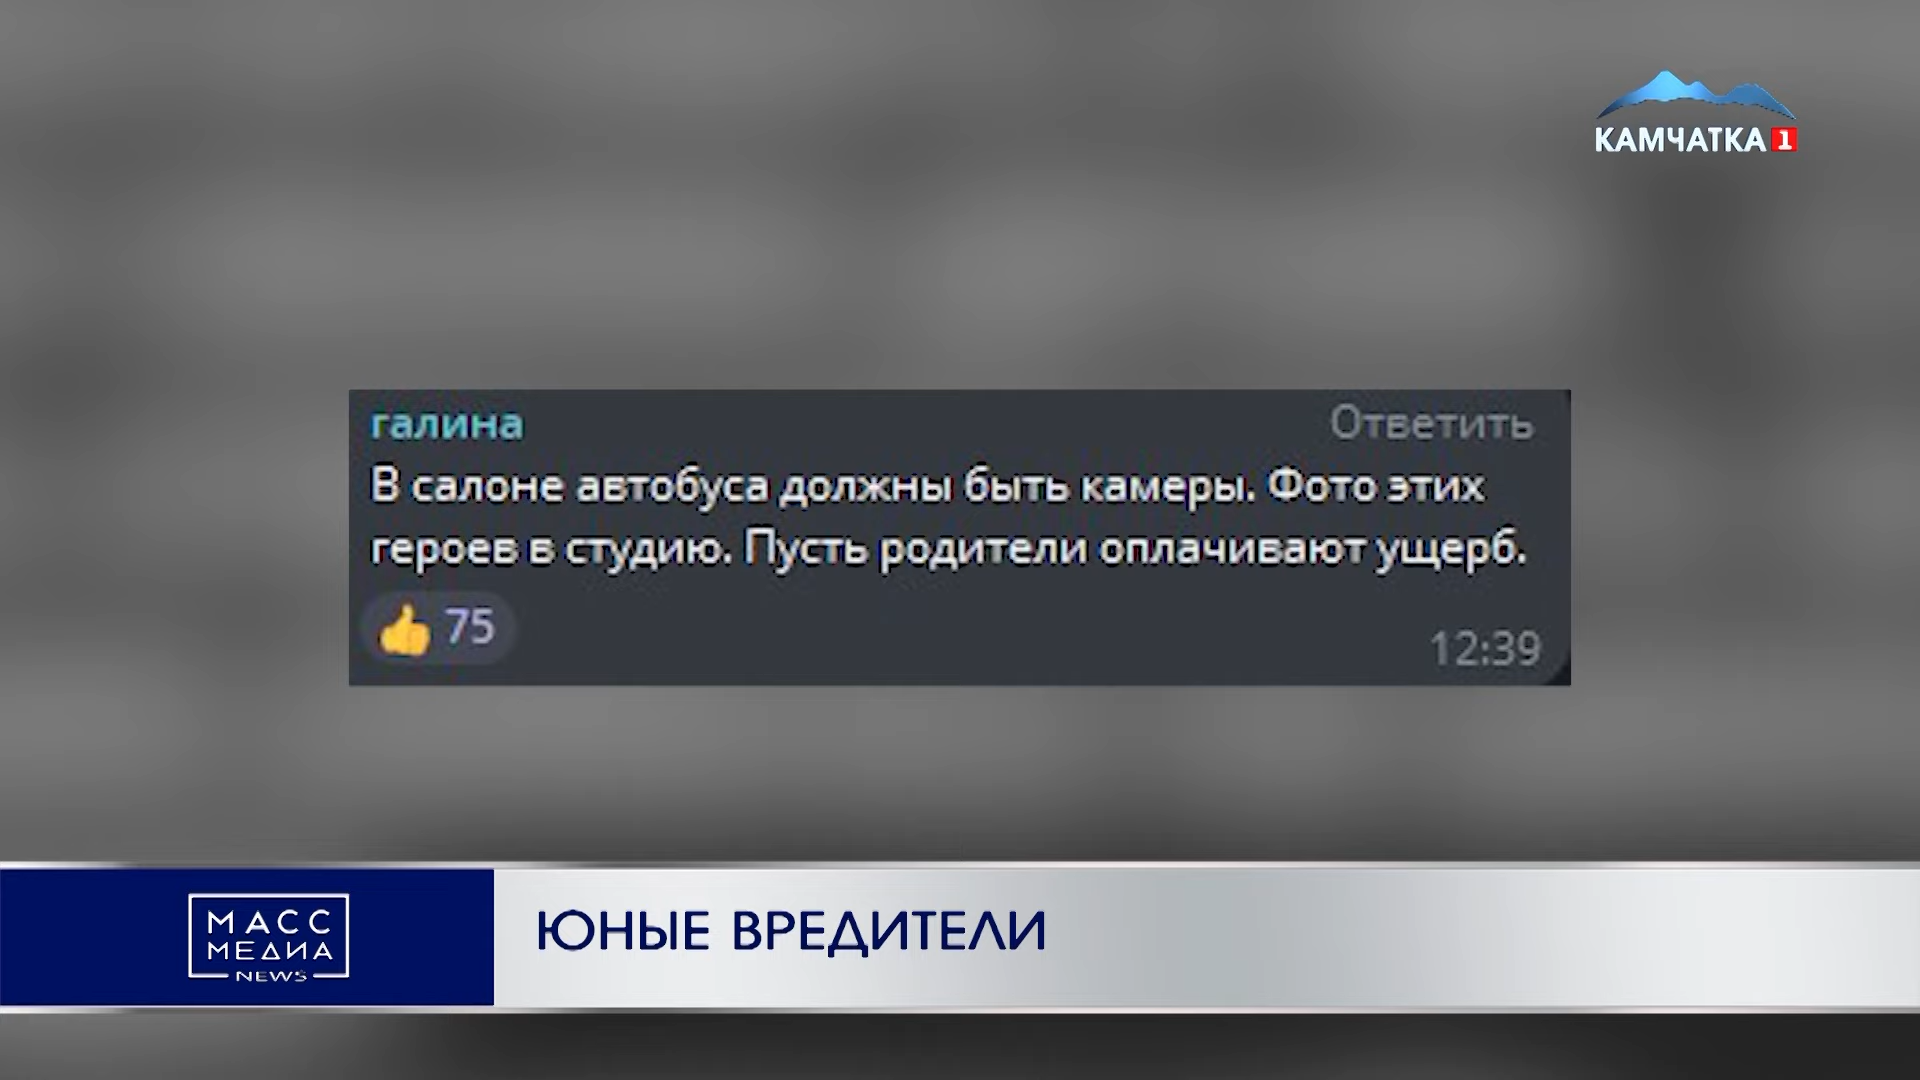 КАМЧАТКА 1
галина
Ответить
В салоне автобуса должны быть камеры. Фото этих
героев в студию. Пусть родители оплачивают ущерб.
👍 75
12:39
МАСС
МЕДИА
NEWS
ЮНЫЕ ВРЕДИТЕЛИ